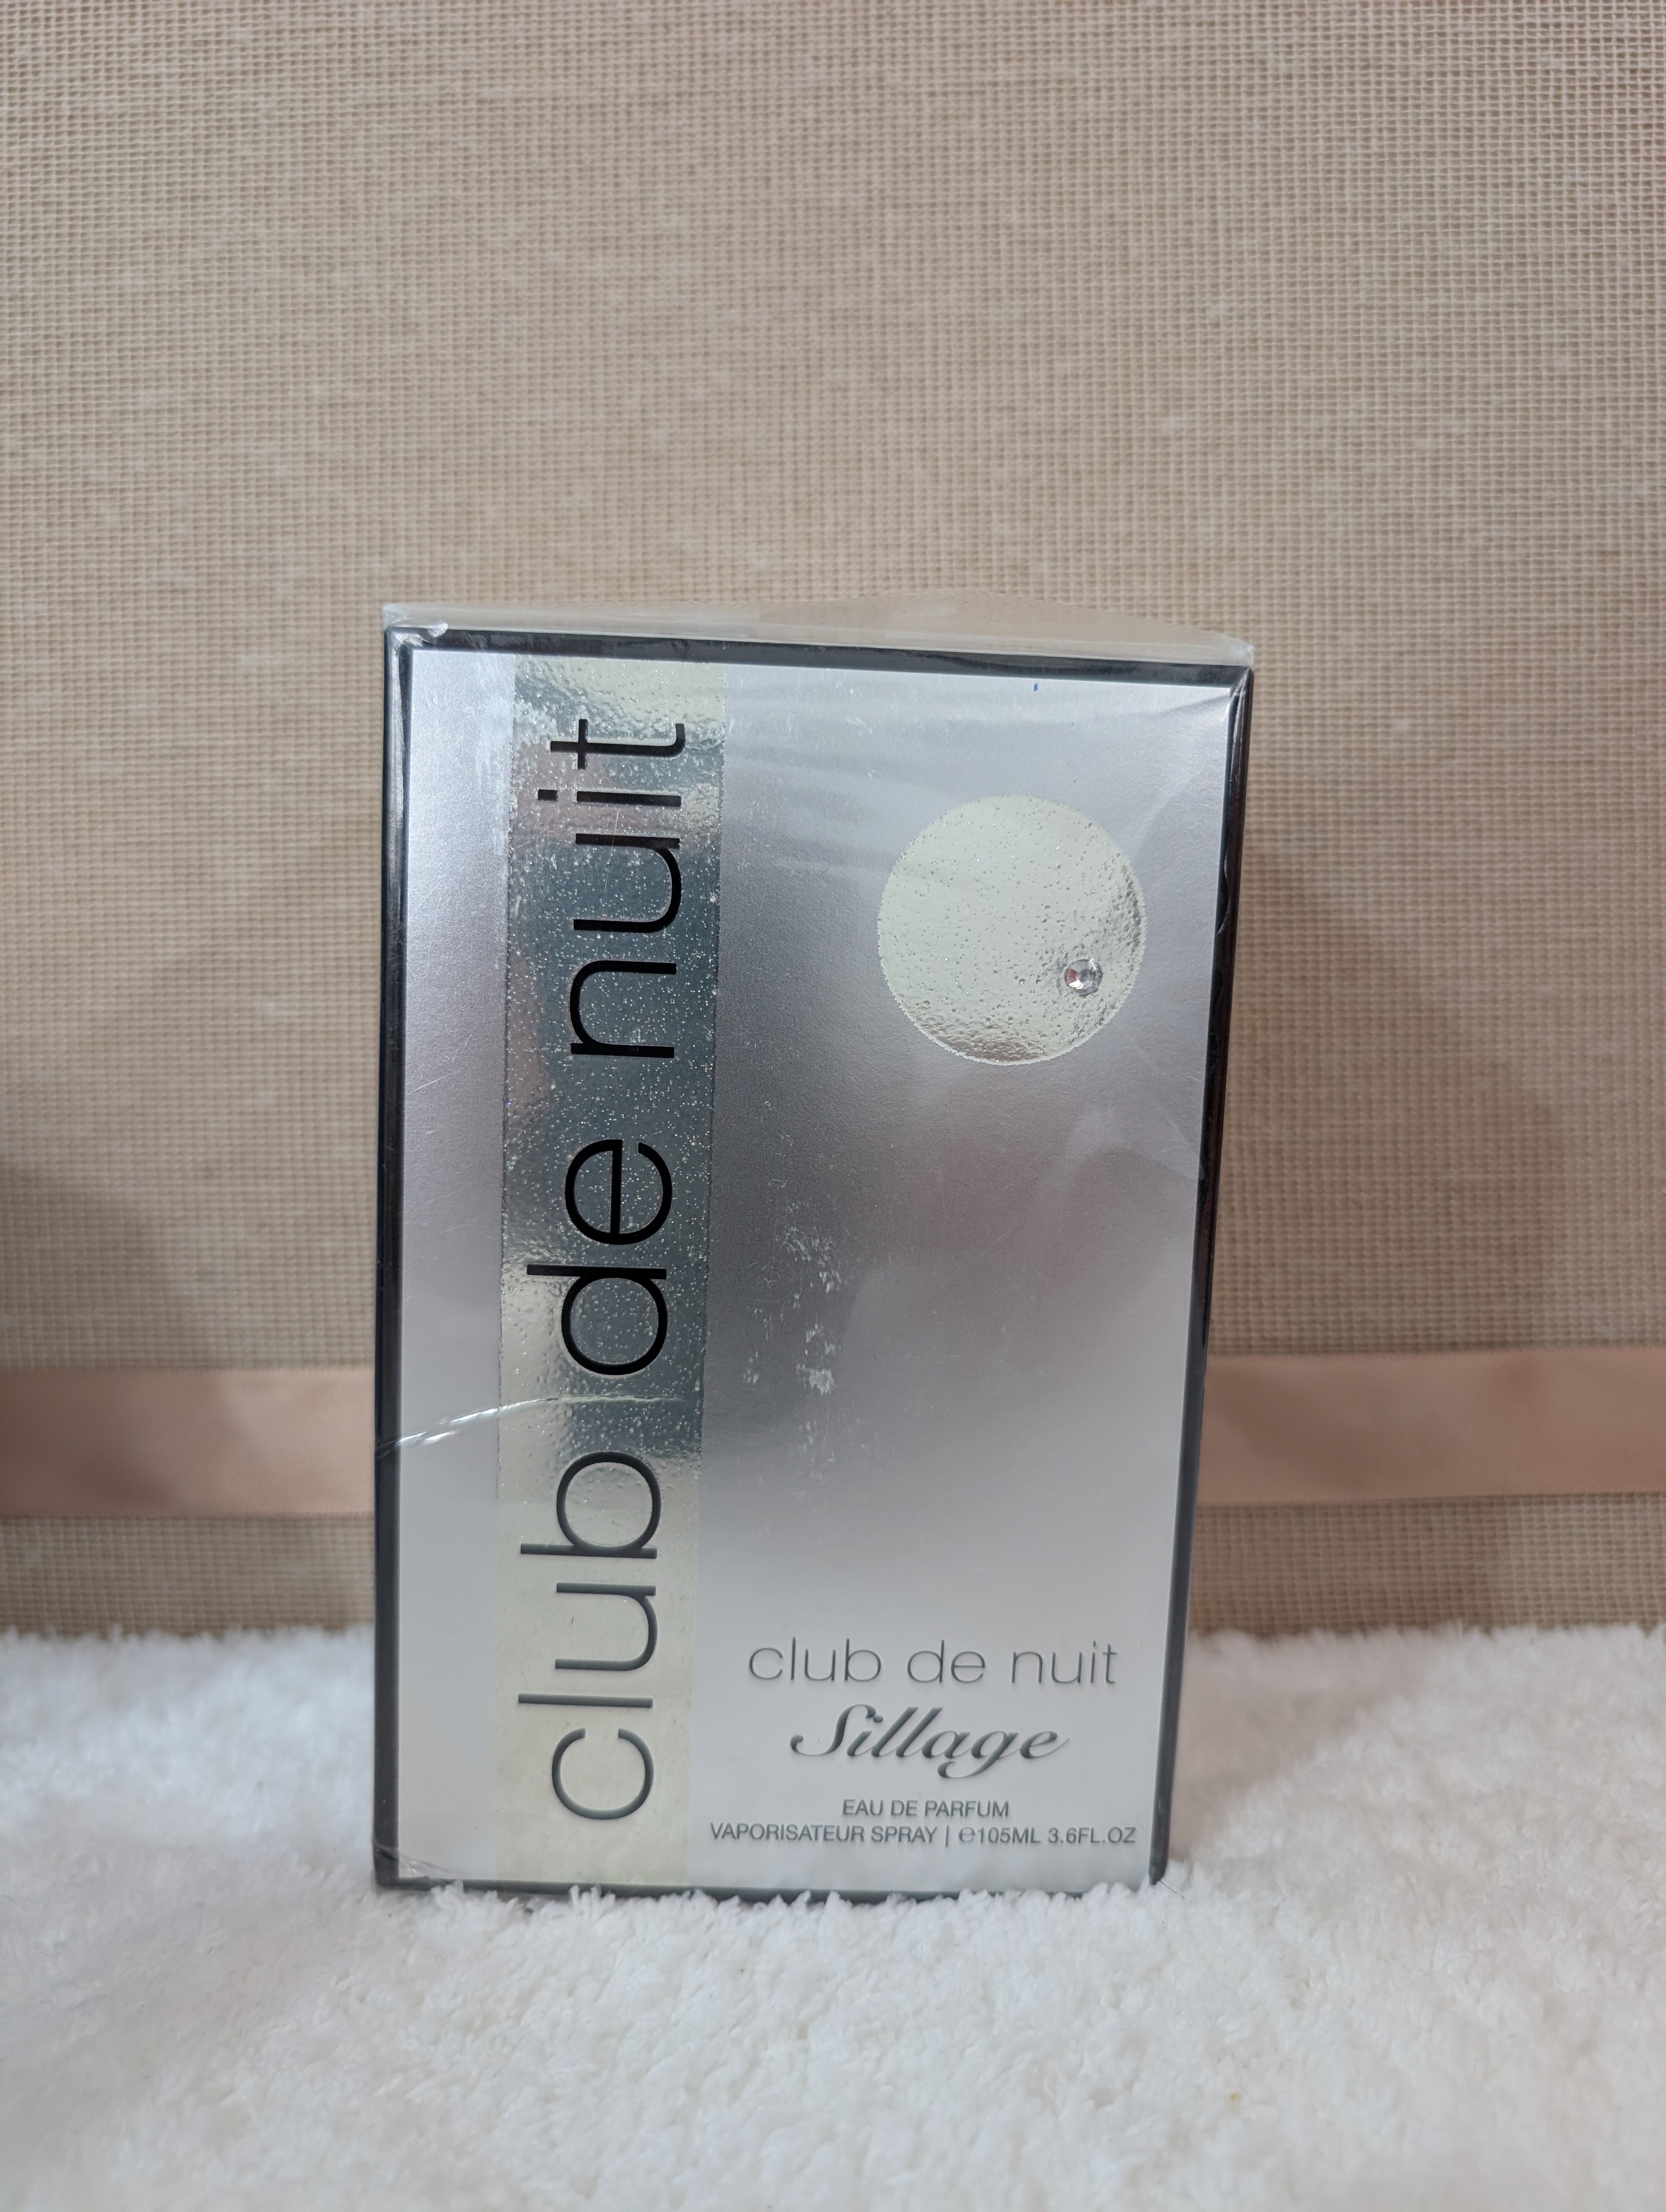 club de nuit
club de nuit
Sillage
EAU DE PARFUM
VAPORISATEUR SPRAY | ℮105ML 3.6FL.OZ